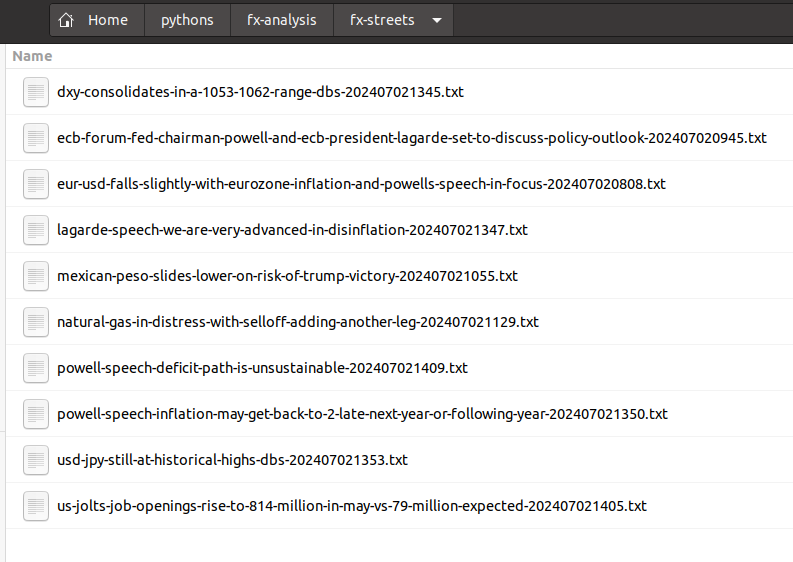 Home pythons fx-analysis fx-streets
Name
dxy-consolidates-in-a-1053-1062-range-dbs-202407021345.txt
ecb-forum-fed-chairman-powell-and-ecb-president-lagarde-set-to-discuss-policy-outlook-202407020945.txt
eur-usd-falls-slightly-with-eurozone-inflation-and-powells-speech-in-focus-202407020808.txt
lagarde-speech-we-are-very-advanced-in-disinflation-202407021347.txt
mexican-peso-slides-lower-on-risk-of-trump-victory-202407021055.txt
natural-gas-in-distress-with-selloff-adding-another-leg-202407021129.txt
powell-speech-deficit-path-is-unsustainable-202407021409.txt
powell-speech-inflation-may-get-back-to-2-late-next-year-or-following-year-202407021350.txt
usd-jpy-still-at-historical-highs-dbs-202407021353.txt
us-jolts-job-openings-rise-to-814-million-in-may-vs-79-million-expected-202407021405.txt